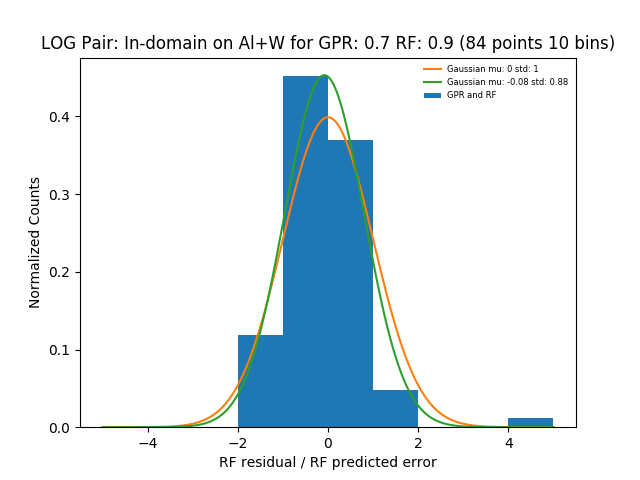 LOG Pair: In-domain on Al+W for GPR: 0.7 RF: 0.9 (84 points 10 bins)
Gaussian mu: 0 std: 1
Gaussian mu: -0.08 std: 0.88
GPR and RF
Normalized Counts
0.4
0.3
0.2
0.1
0.0
−4
−2
0
2
4
RF residual / RF predicted error